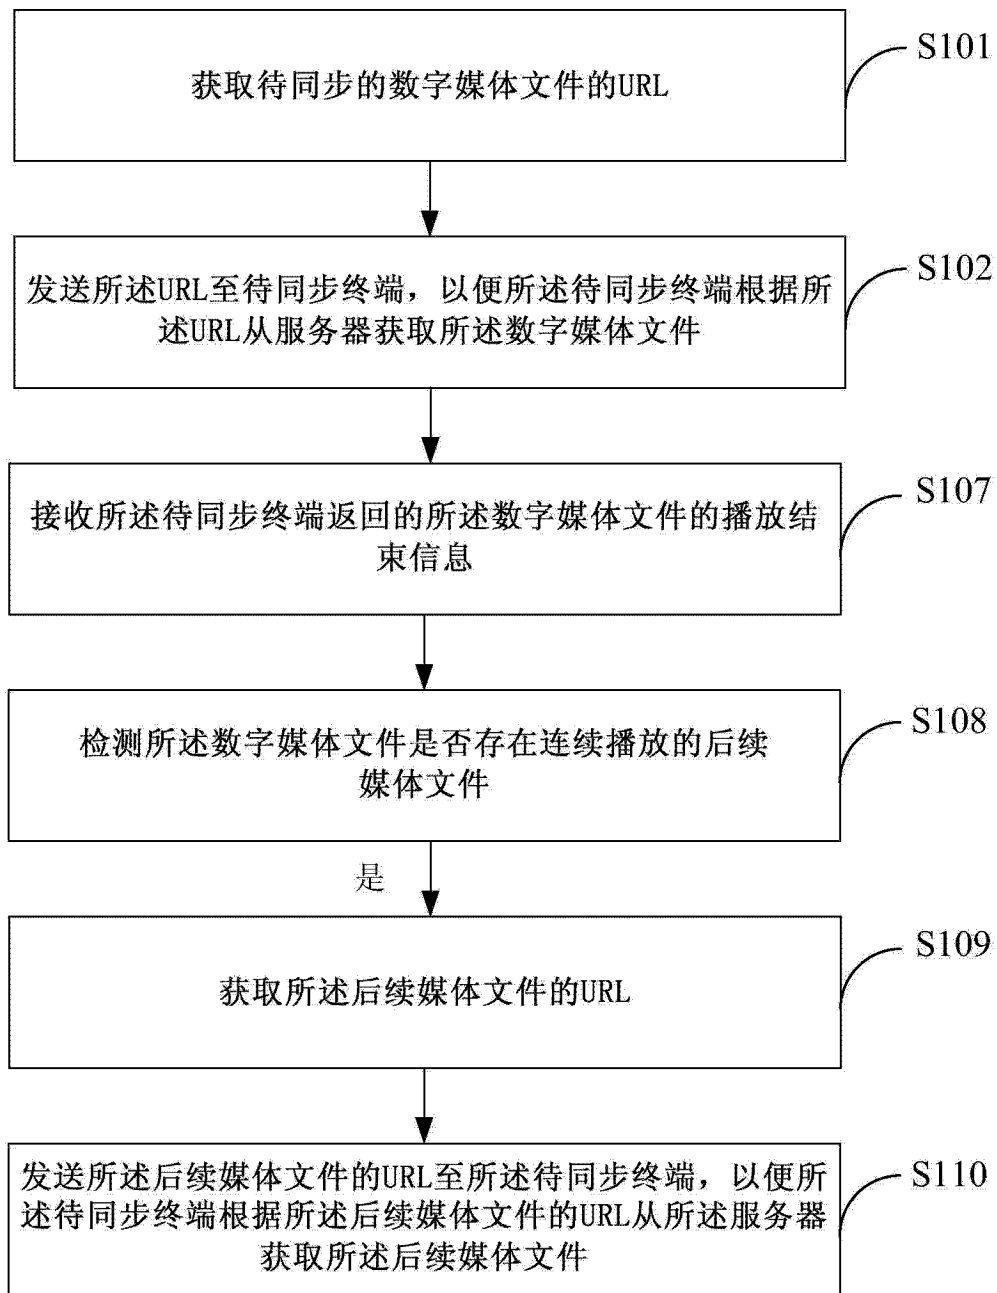 获取待同步的数字媒体文件的URL
S101
发送所述URL至待同步终端，以便所述待同步终端根据所
述URL从服务器获取所述数字媒体文件
S102
接收所述待同步终端返回的所述数字媒体文件的播放结
束信息
S107
检测所述数字媒体文件是否存在连续播放的后续
媒体文件
S108
是
获取所述后续媒体文件的URL
S109
发送所述后续媒体文件的URL至所述待同步终端，以便所
述待同步终端根据所述后续媒体文件的URL从所述服务器
获取所述后续媒体文件
S110